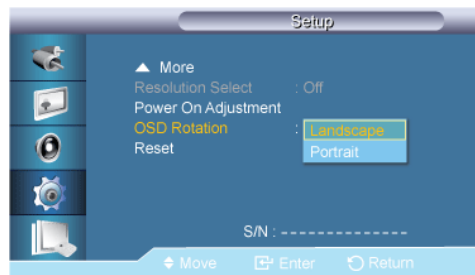 Setup
▲ More
Resolution Select : Off
Power On Adjustment
OSD Rotation : Landscape
Portrait
Reset
S/N : - - - - - - - - - - - - - -
Move Enter Return